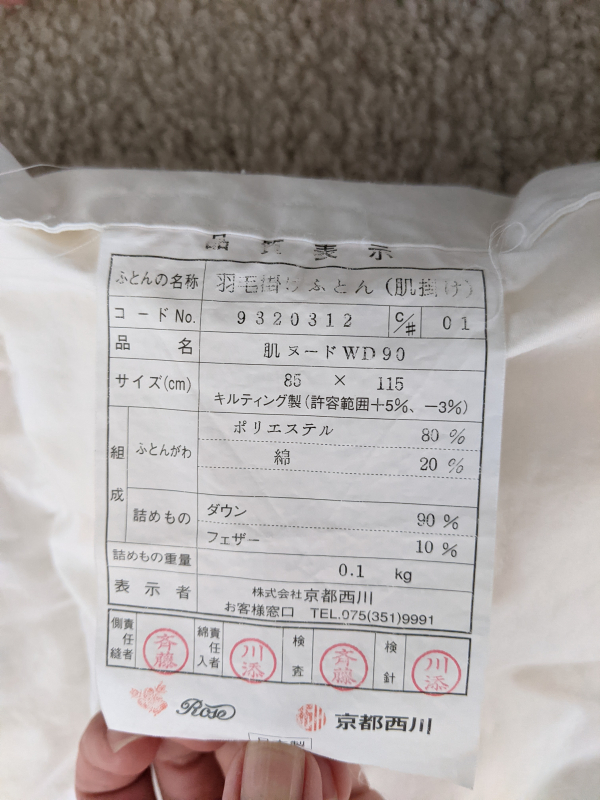 品質表示
ふとんの名称 羽毛掛けふとん(肌掛け)
コードNo. 9320312 C/# 01
品名 肌ヌードWD90
サイズ(cm) 85 × 115
キルティング製(許容範囲+5%、−3%)
組成 ふとんがわ ポリエステル 80%
綿 20%
詰めもの ダウン 90%
フェザー 10%
詰めもの重量 0.1 kg
表示者 株式会社京都西川
お客様窓口 TEL.075(351)9991
側縫責任者 斉藤 綿入責任者 川添 検査 斉藤 検針 川添
Rose 京都西川
日本製